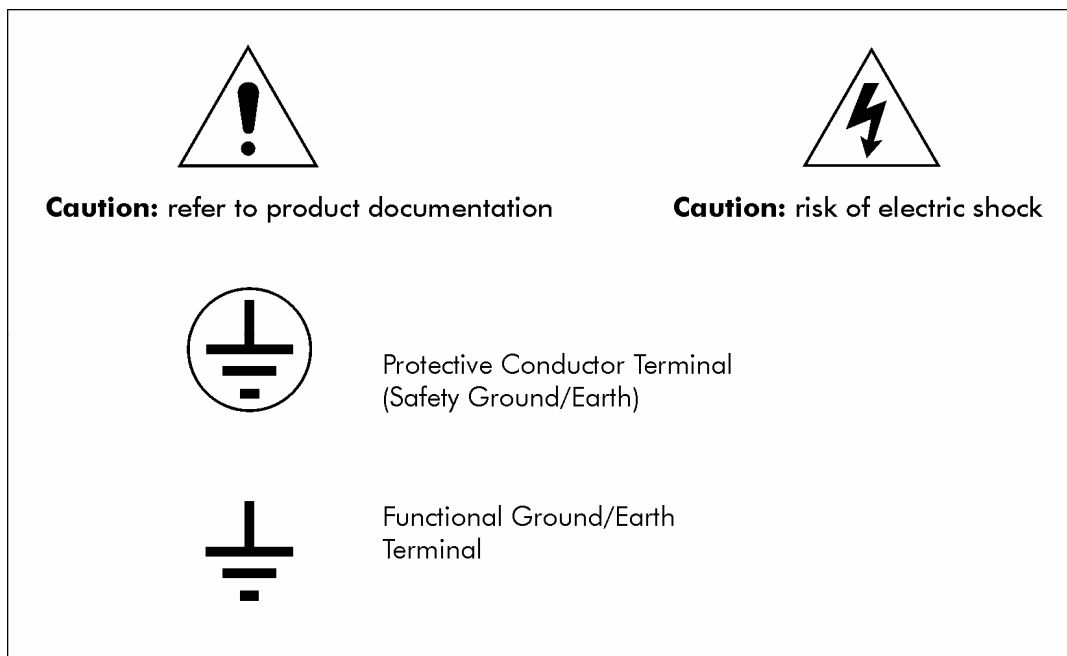 Caution: refer to product documentation
Caution: risk of electric shock
Protective Conductor Terminal
(Safety Ground/Earth)
Functional Ground/Earth
Terminal